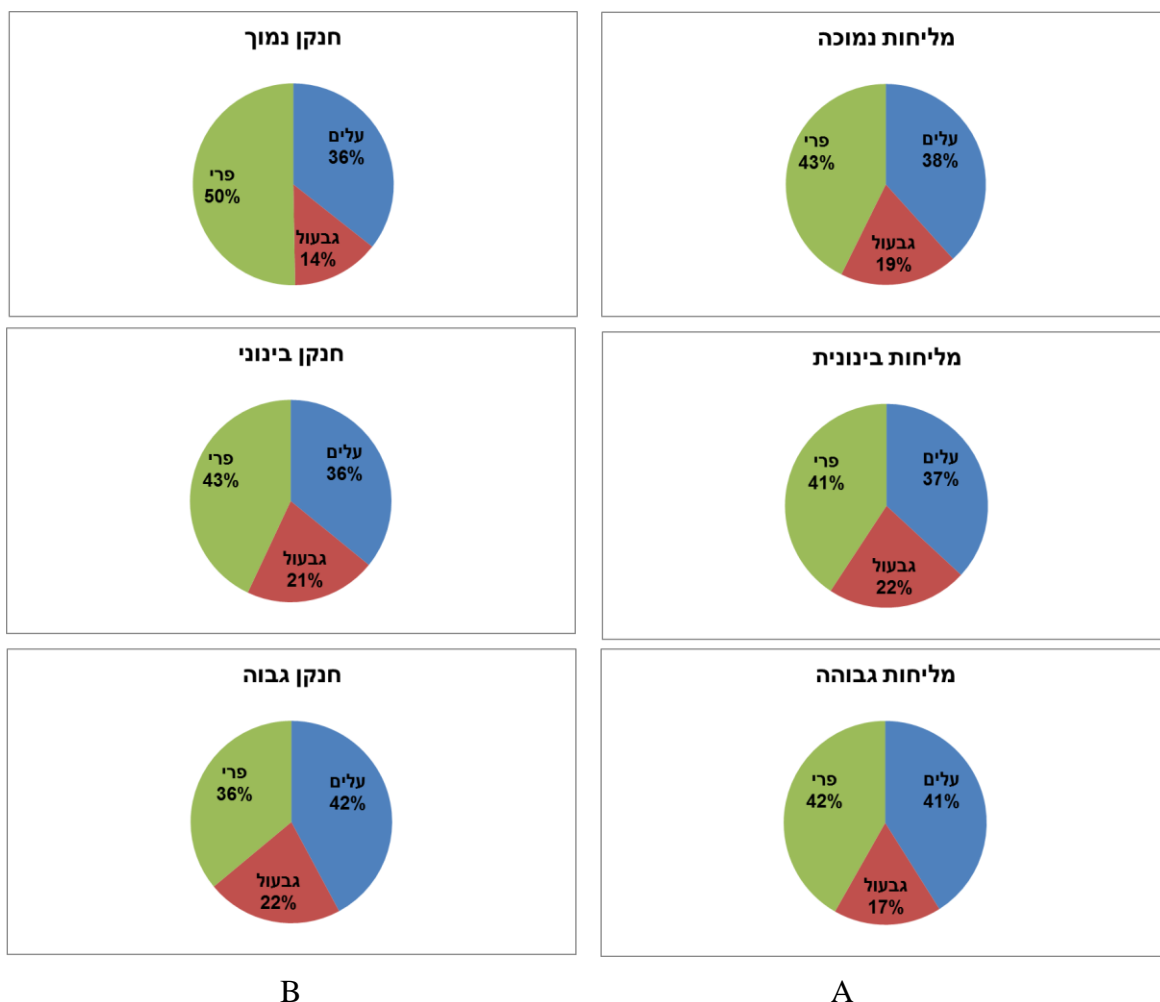 מליחות נמוכה
עלים
38%
גבעול
19%
פרי
43%
מליחות בינונית
עלים
37%
גבעול
22%
פרי
41%
מליחות גבוהה
עלים
41%
גבעול
17%
פרי
42%
A
חנקן נמוך
עלים
36%
גבעול
14%
פרי
50%
חנקן בינוני
עלים
36%
גבעול
21%
פרי
43%
חנקן גבוה
עלים
42%
גבעול
22%
פרי
36%
B